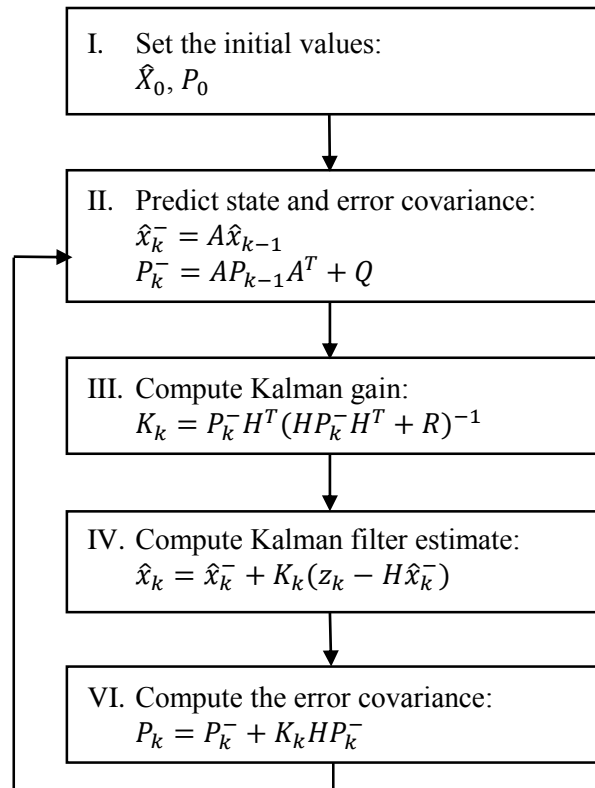 I. Set the initial values:
X̂₀, P₀
II. Predict state and error covariance:
x̂ₖ⁻ = Ax̂ₖ₋₁
Pₖ⁻ = APₖ₋₁Aᵀ + Q
III. Compute Kalman gain:
Kₖ = Pₖ⁻Hᵀ(HPₖ⁻Hᵀ + R)⁻¹
IV. Compute Kalman filter estimate:
x̂ₖ = x̂ₖ⁻ + Kₖ(zₖ − Hx̂ₖ⁻)
VI. Compute the error covariance:
Pₖ = Pₖ⁻ + KₖHPₖ⁻